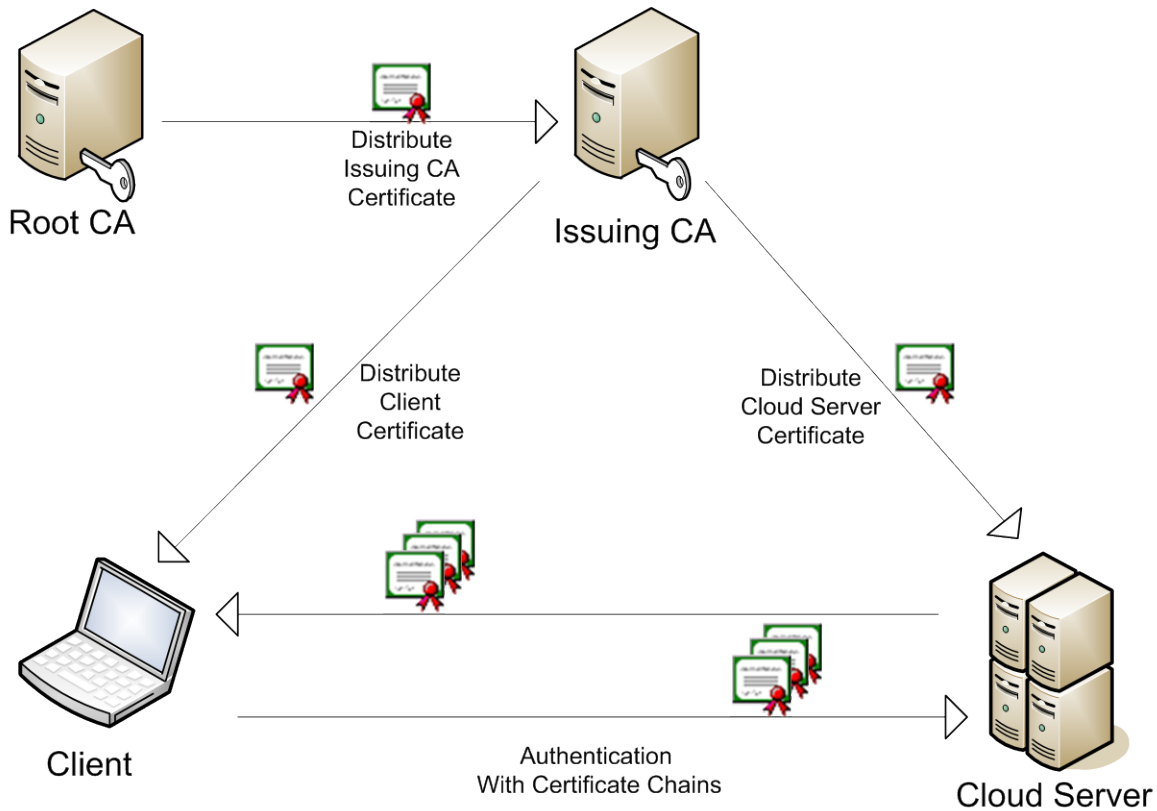 Distribute
Issuing CA
Certificate
Root CA
Issuing CA
Distribute
Client
Certificate
Distribute
Cloud Server
Certificate
Client
Authentication
With Certificate Chains
Cloud Server